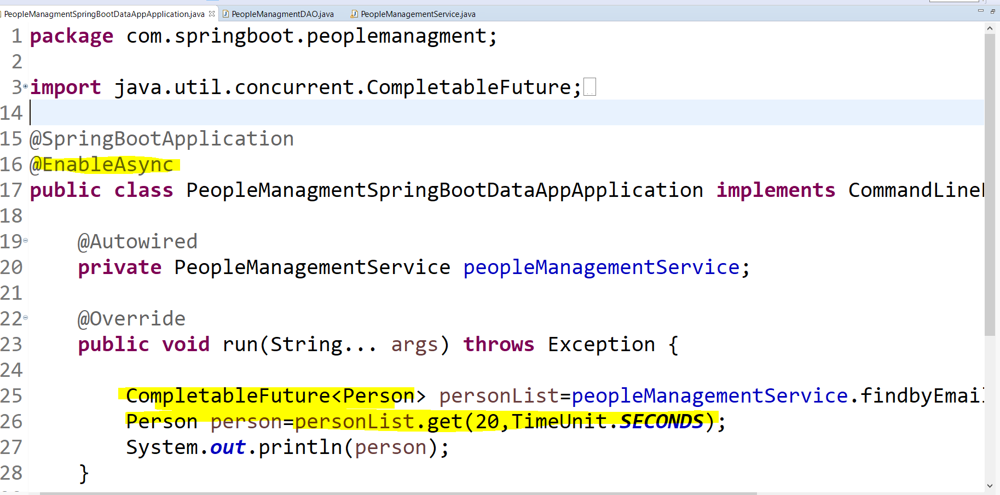 PeopleManagmentSpringBootDataAppApplication.java PeopleManagmentDAO.java PeopleManagementService.java
1 package com.springboot.peoplemanagment;
2
3 import java.util.concurrent.CompletableFuture;
14
15 @SpringBootApplication
16 @EnableAsync
17 public class PeopleManagmentSpringBootDataAppApplication implements CommandLine
18
19 @Autowired
20 private PeopleManagementService peopleManagementService;
21
22 @Override
23 public void run(String... args) throws Exception {
24
25 CompletableFuture<Person> personList=peopleManagementService.findbyEmail
26 Person person=personList.get(20,TimeUnit.SECONDS);
27 System.out.println(person);
28 }